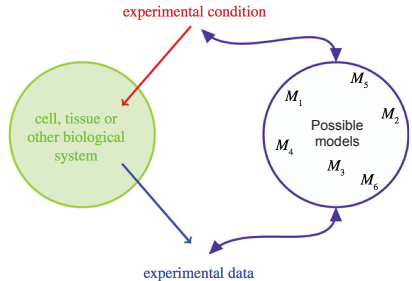 experimental condition
cell, tissue or
other biological
system
M₅
M₁
M₂
Possible
models
M₄
M₃
M₆
experimental data